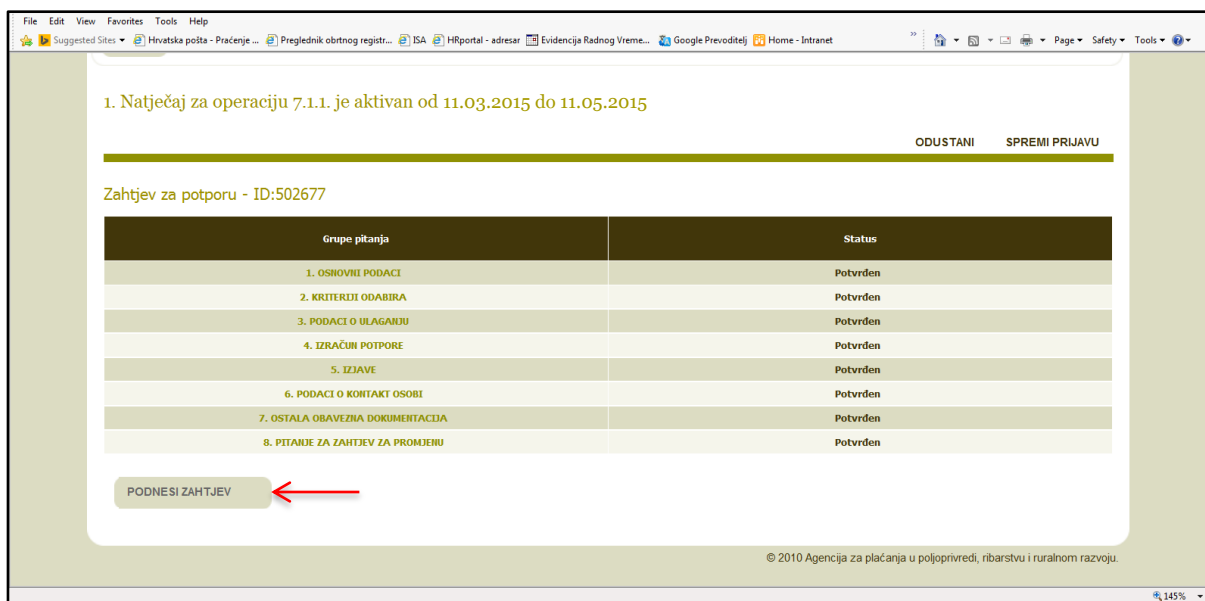 File Edit View Favorites Tools Help
Suggested Sites Hrvatska pošta - Praćenje ... Preglednik obrtnog registr... ISA HRportal - adresar Evidencija Radnog Vreme... Google Prevoditelj Home - Intranet » Page Safety Tools
1. Natječaj za operaciju 7.1.1. je aktivan od 11.03.2015 do 11.05.2015
ODUSTANI SPREMI PRIJAVU
Zahtjev za potporu - ID:502677
Grupe pitanja Status
1. OSNOVNI PODACI Potvrđen
2. KRITERIJI ODABIRA Potvrđen
3. PODACI O ULAGANJU Potvrđen
4. IZRAČUN POTPORE Potvrđen
5. IZJAVE Potvrđen
6. PODACI O KONTAKT OSOBI Potvrđen
7. OSTALA OBAVEZNA DOKUMENTACIJA Potvrđen
8. PITANJE ZA ZAHTJEV ZA PROMJENU Potvrđen
PODNESI ZAHTJEV
© 2010 Agencija za plaćanja u poljoprivredi, ribarstvu i ruralnom razvoju.
145%